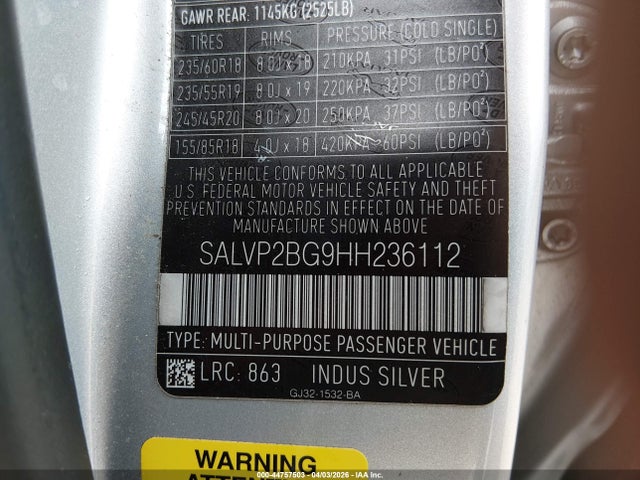 GAWR REAR: 1145KG (2525LB)
TIRES RIMS PRESSURE (COLD SINGLE)
235/60R18 8.0J x 18 210KPA 31PSI (LB/PO²)
235/55R19 8.0J x 19 220KPA 32PSI (LB/PO²)
245/45R20 8.0J x 20 250KPA 37PSI (LB/PO²)
155/85R18 4.0J x 18 420KPA 60PSI (LB/PO²)
THIS VEHICLE CONFORMS TO ALL APPLICABLE
U.S. FEDERAL MOTOR VEHICLE SAFETY AND THEFT
PREVENTION STANDARDS IN EFFECT ON THE DATE OF
MANUFACTURE SHOWN ABOVE
SALVP2BG9HH236112
TYPE: MULTI-PURPOSE PASSENGER VEHICLE
LRC: 863 INDUS SILVER
GJ32-1532-BA
WARNING
000-44757503 - 04/03/2026 - IAAI